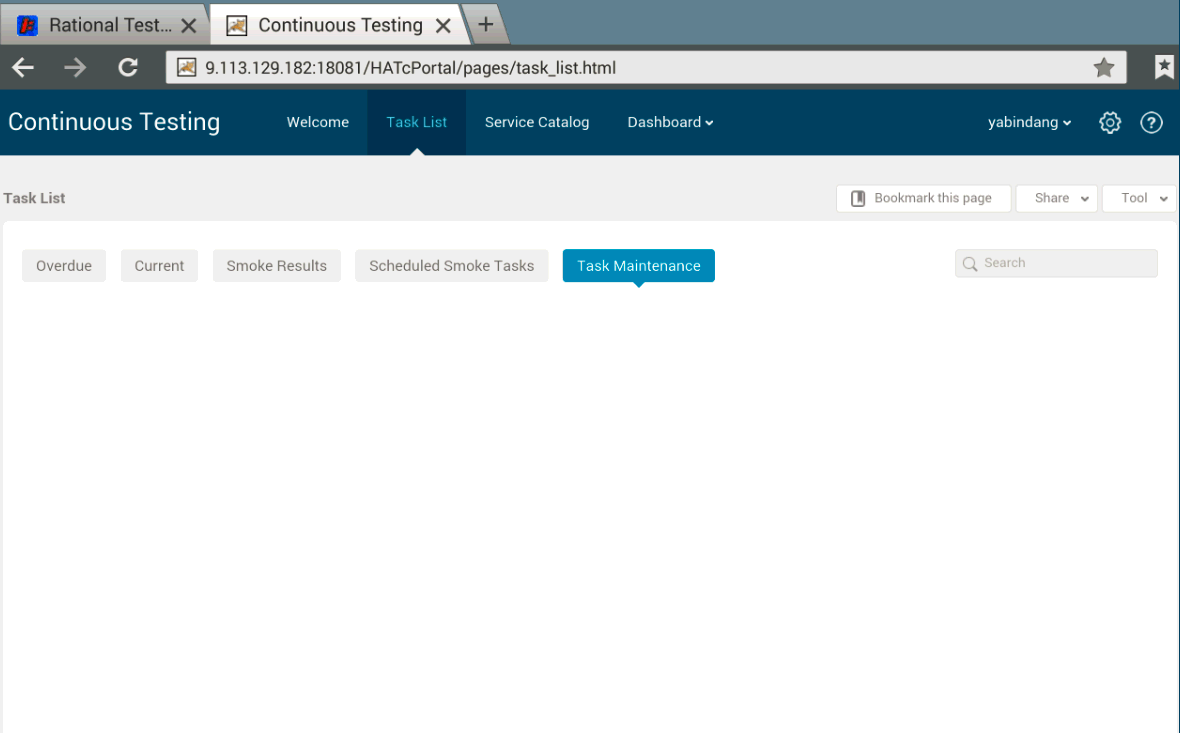 Rational Test... Continuous Testing
9.113.129.182:18081/HATcPortal/pages/task_list.html
Continuous Testing Welcome Task List Service Catalog Dashboard yabindang
Task List Bookmark this page Share Tool
Overdue Current Smoke Results Scheduled Smoke Tasks Task Maintenance Search